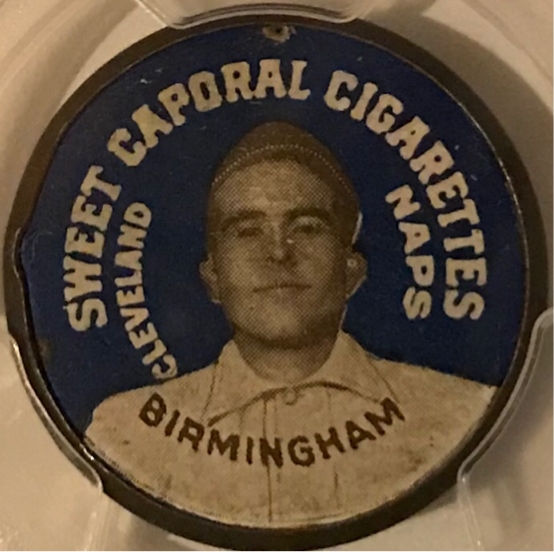 SWEET CAPORAL CIGARETTES
CLEVELAND
NAPS
BIRMINGHAM